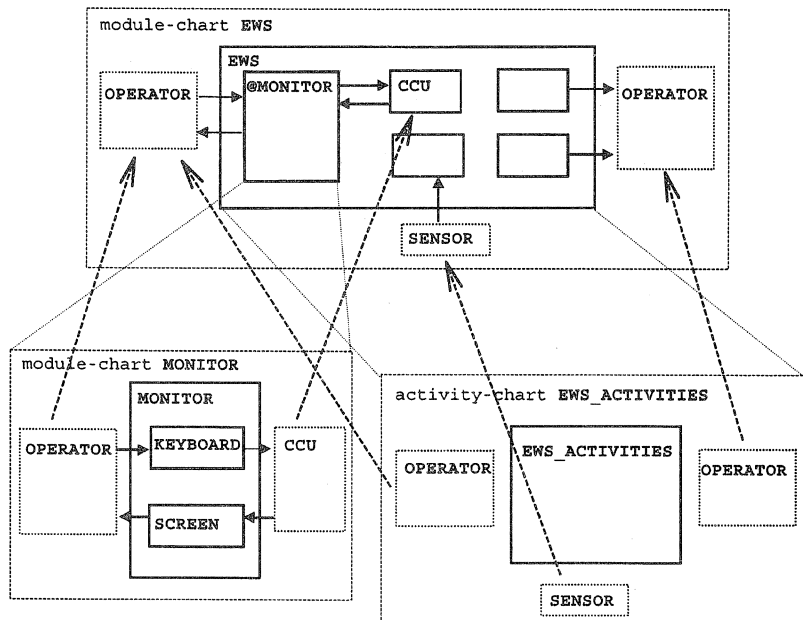 module-chart EWS
EWS
OPERATOR
@MONITOR
CCU
OPERATOR
SENSOR
module-chart MONITOR
MONITOR
OPERATOR
KEYBOARD
CCU
SCREEN
activity-chart EWS_ACTIVITIES
OPERATOR
EWS_ACTIVITIES
OPERATOR
SENSOR